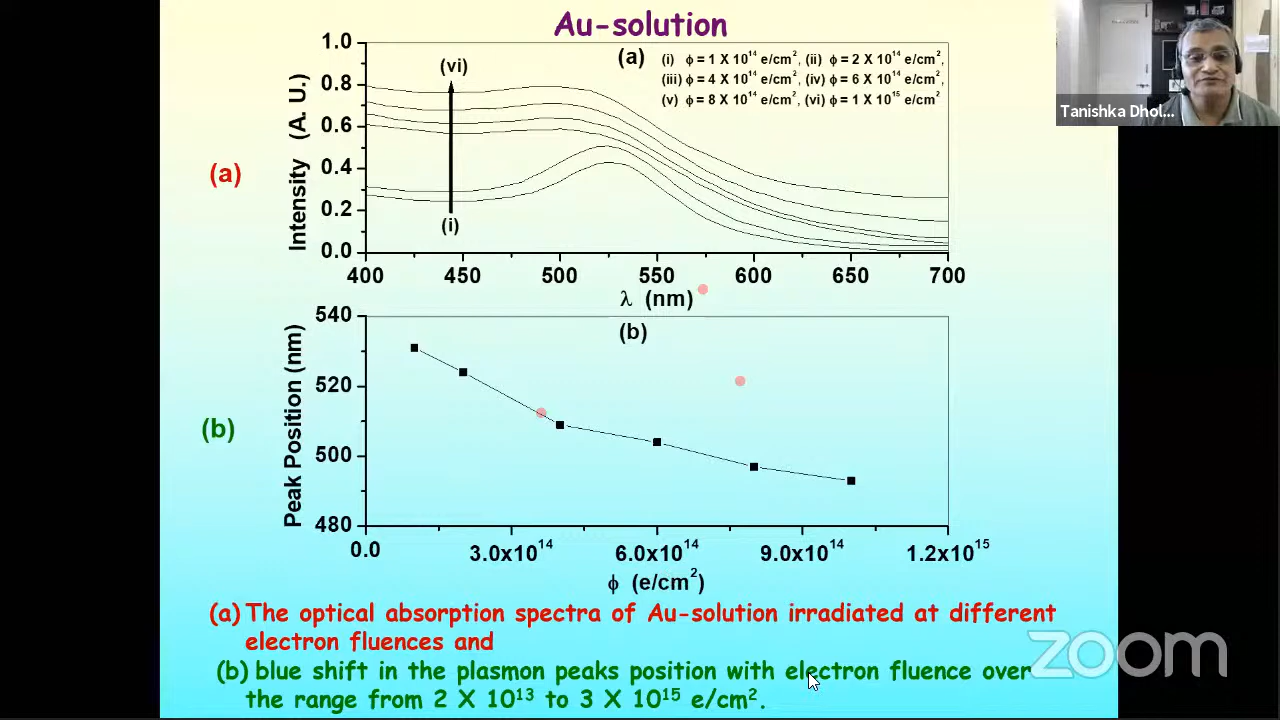 Au-solution
(a) (i) ϕ = 1 X 10¹⁴ e/cm², (ii) ϕ = 2 X 10¹⁴ e/cm²,
(iii) ϕ = 4 X 10¹⁴ e/cm², (iv) ϕ = 6 X 10¹⁴ e/cm²,
(v) ϕ = 8 X 10¹⁴ e/cm², (vi) ϕ = 1 X 10¹⁵ e/cm²
Tanishka Dhol...
(vi)
(i)
1.0
0.8
0.6
0.4
0.2
0.0
Intensity (A. U.)
(a)
400 450 500 550 600 650 700
λ (nm)
(b)
540
520
500
480
Peak Position (nm)
(b)
0.0 3.0x10¹⁴ 6.0x10¹⁴ 9.0x10¹⁴ 1.2x10¹⁵
ϕ (e/cm²)
(a) The optical absorption spectra of Au-solution irradiated at different
electron fluences and
(b) blue shift in the plasmon peaks position with electron fluence over
the range from 2 X 10¹³ to 3 X 10¹⁵ e/cm².
zoom